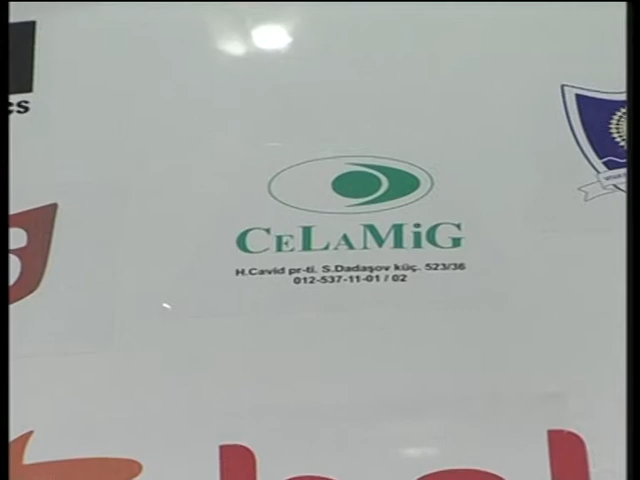 CeLaMiG
H.Cavid pr-ti. S.Dadaşov küç. 523/36
012-537-11-01 / 02